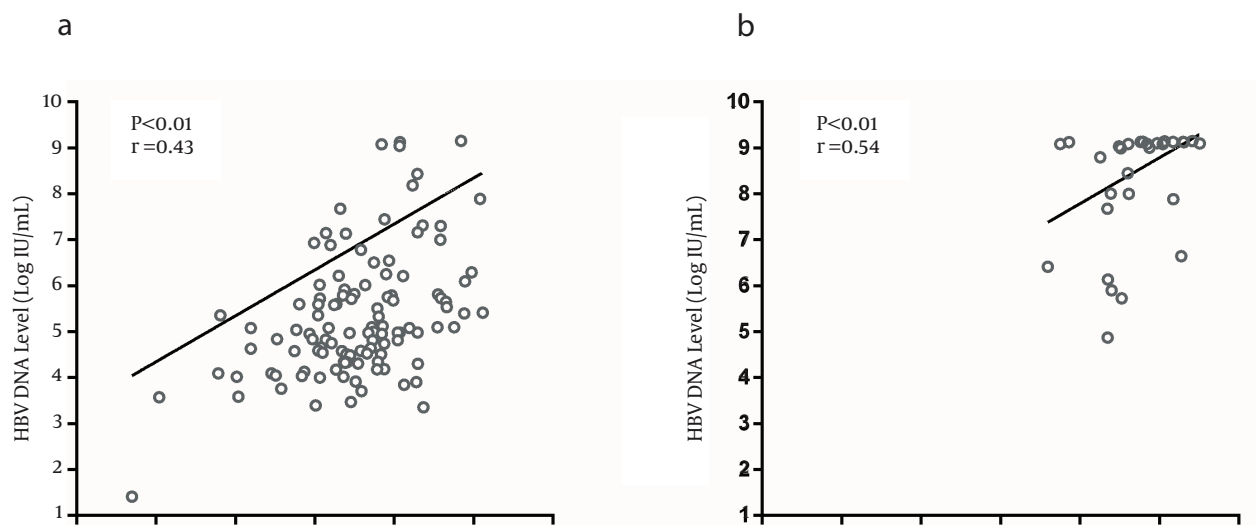 a
P<0.01
r =0.43
10
9
8
7
6
5
4
3
2
1
HBV DNA Level (Log IU/mL)
b
P<0.01
r =0.54
10
9
8
7
6
5
4
3
2
1
HBV DNA Level (Log IU/mL)